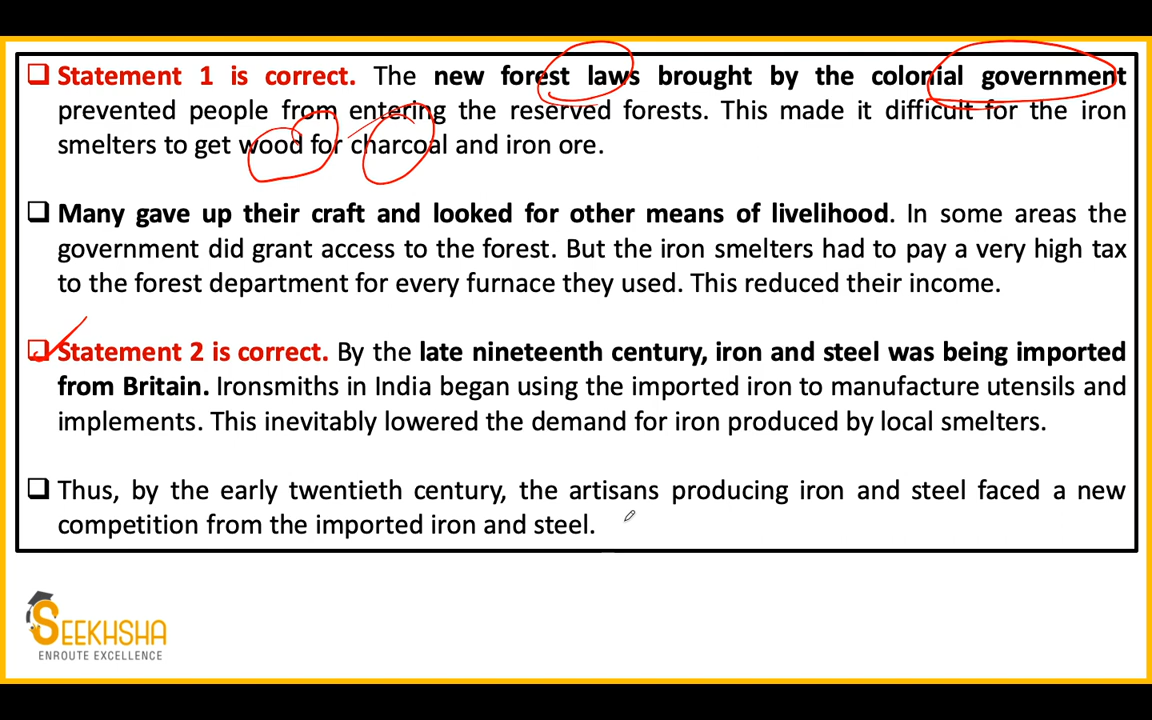 ❑ Statement 1 is correct. The new forest laws brought by the colonial government
prevented people from entering the reserved forests. This made it difficult for the iron
smelters to get wood for charcoal and iron ore.
❑ Many gave up their craft and looked for other means of livelihood. In some areas the
government did grant access to the forest. But the iron smelters had to pay a very high tax
to the forest department for every furnace they used. This reduced their income.
❑ Statement 2 is correct. By the late nineteenth century, iron and steel was being imported
from Britain. Ironsmiths in India began using the imported iron to manufacture utensils and
implements. This inevitably lowered the demand for iron produced by local smelters.
❑ Thus, by the early twentieth century, the artisans producing iron and steel faced a new
competition from the imported iron and steel.
SEEKHSHA
ENROUTE EXCELLENCE